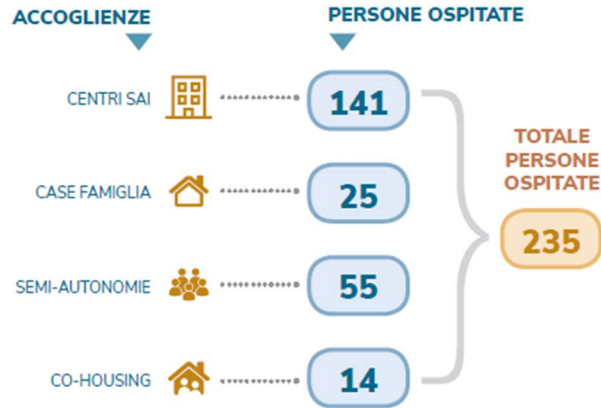 ACCOGLIENZE
PERSONE OSPITATE
CENTRI SAI
141
CASE FAMIGLIA
25
SEMI-AUTONOMIE
55
CO-HOUSING
14
TOTALE
PERSONE
OSPITATE
235